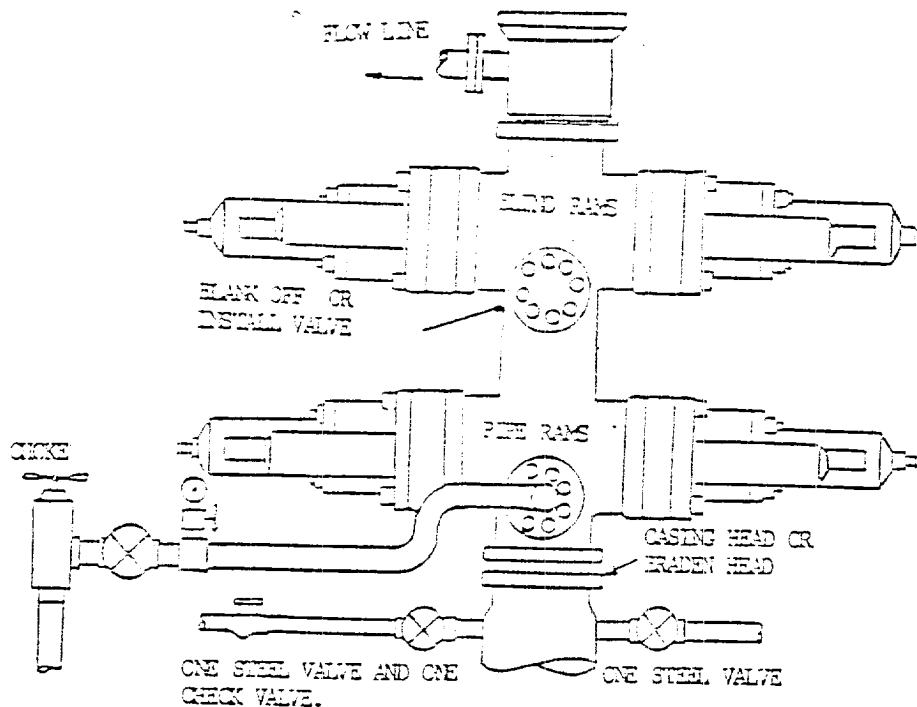 FLOW LINE
BLIND RAMS
BLANK OFF OR
INSTALL VALVE
PIPE RAMS
CHOKE
CASING HEAD OR
BRADEN HEAD
ONE STEEL VALVE AND ONE
CHECK VALVE.
ONE STEEL VALVE